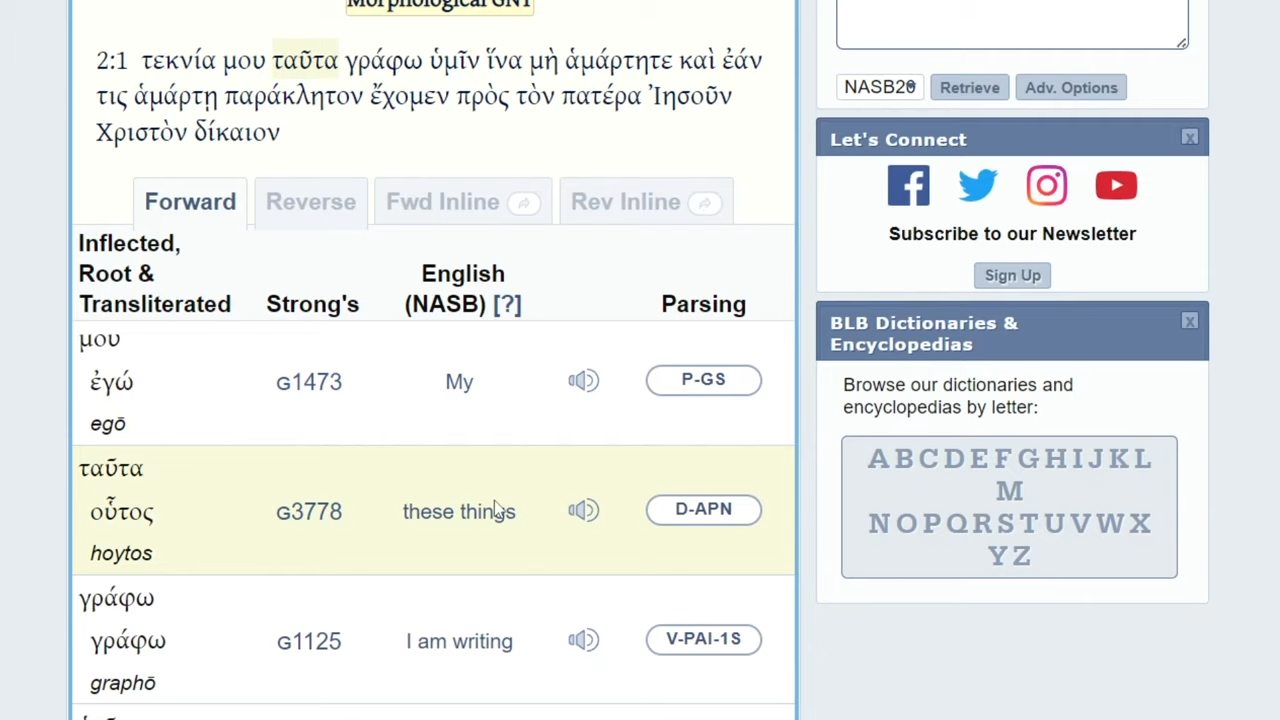 Morphological GNT
2:1 τεκνία μου ταῦτα γράφω ὑμῖν ἵνα μὴ ἁμάρτητε καὶ ἐάν
τις ἁμάρτῃ παράκλητον ἔχομεν πρὸς τὸν πατέρα Ἰησοῦν
Χριστὸν δίκαιον
Forward
Reverse
Fwd Inline
Rev Inline
Inflected,
Root &
Transliterated
Strong's
English
(NASB) [?]
Parsing
μου
ἐγώ
egō
G1473
My
P-GS
ταῦτα
οὗτος
hoytos
G3778
these things
D-APN
γράφω
γράφω
graphō
G1125
I am writing
V-PAI-1S
NASB20
Retrieve
Adv. Options
Let's Connect
X
Subscribe to our Newsletter
Sign Up
BLB Dictionaries &
Encyclopedias
X
Browse our dictionaries and
encyclopedias by letter:
A B C D E F G H I J K L
M
N O P Q R S T U V W X
Y Z